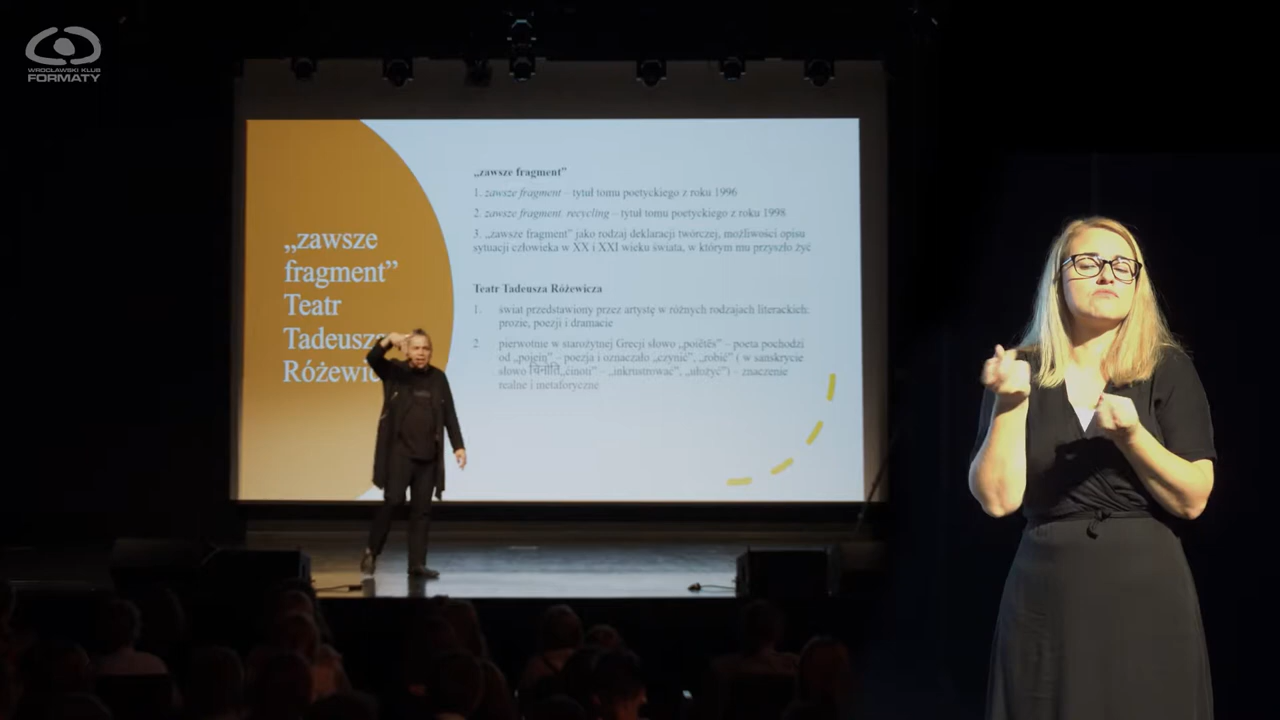 WROCŁAWSKI KLUB
FORMATY
„zawsze
fragment”
Teatr
Tadeusza
Różewic
„zawsze fragment”
1. zawsze fragment – tytuł tomu poetyckiego z roku 1996
2. zawsze fragment. recycling – tytuł tomu poetyckiego z roku 1998
3. „zawsze fragment” jako rodzaj deklaracji twórczej, możliwości opisu
sytuacji człowieka w XX i XXI wieku świata, w którym mu przyszło żyć
Teatr Tadeusza Różewicza
1. świat przedstawiony przez artystę w różnych rodzajach literackich:
prozie, poezji i dramacie
2. pierwotnie w starożytnej Grecji słowo „poiētēs” – poeta pochodzi
od „pojein” – poezja i oznaczało „czynić”, „robić” ( w sanskrycie
słowo चिनोति „ćinoti” – „inkrustrować”, „ułożyć”) – znaczenie
realne i metaforyczne